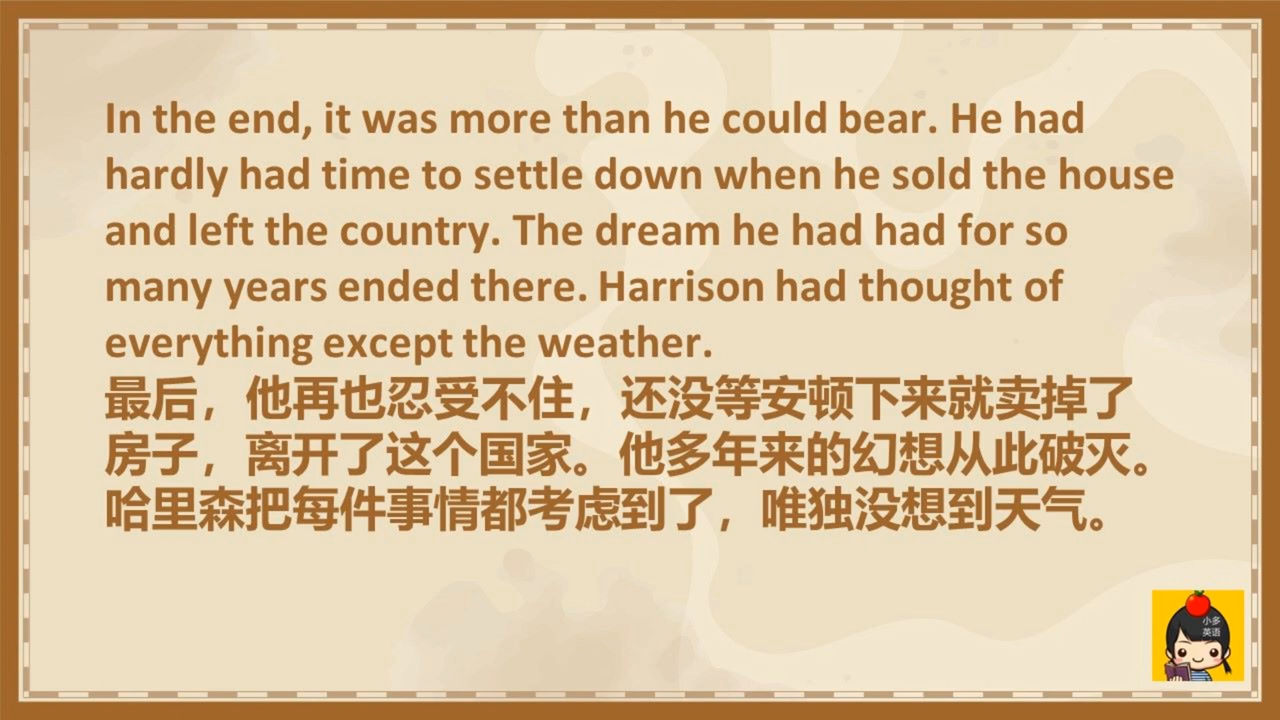 In the end, it was more than he could bear. He had
hardly had time to settle down when he sold the house
and left the country. The dream he had had for so
many years ended there. Harrison had thought of
everything except the weather.
最后，他再也忍受不住，还没等安顿下来就卖掉了
房子，离开了这个国家。他多年来的幻想从此破灭。
哈里森把每件事情都考虑到了，唯独没想到天气。
小多
英语